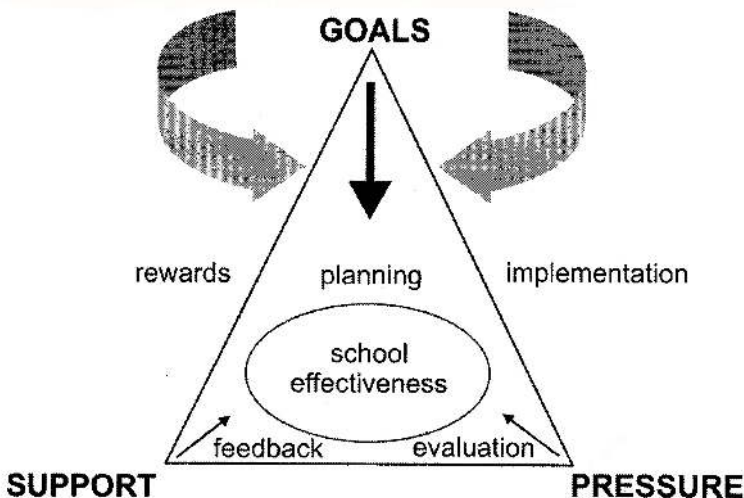 GOALS
rewards planning implementation
school
effectiveness
feedback evaluation
SUPPORT PRESSURE